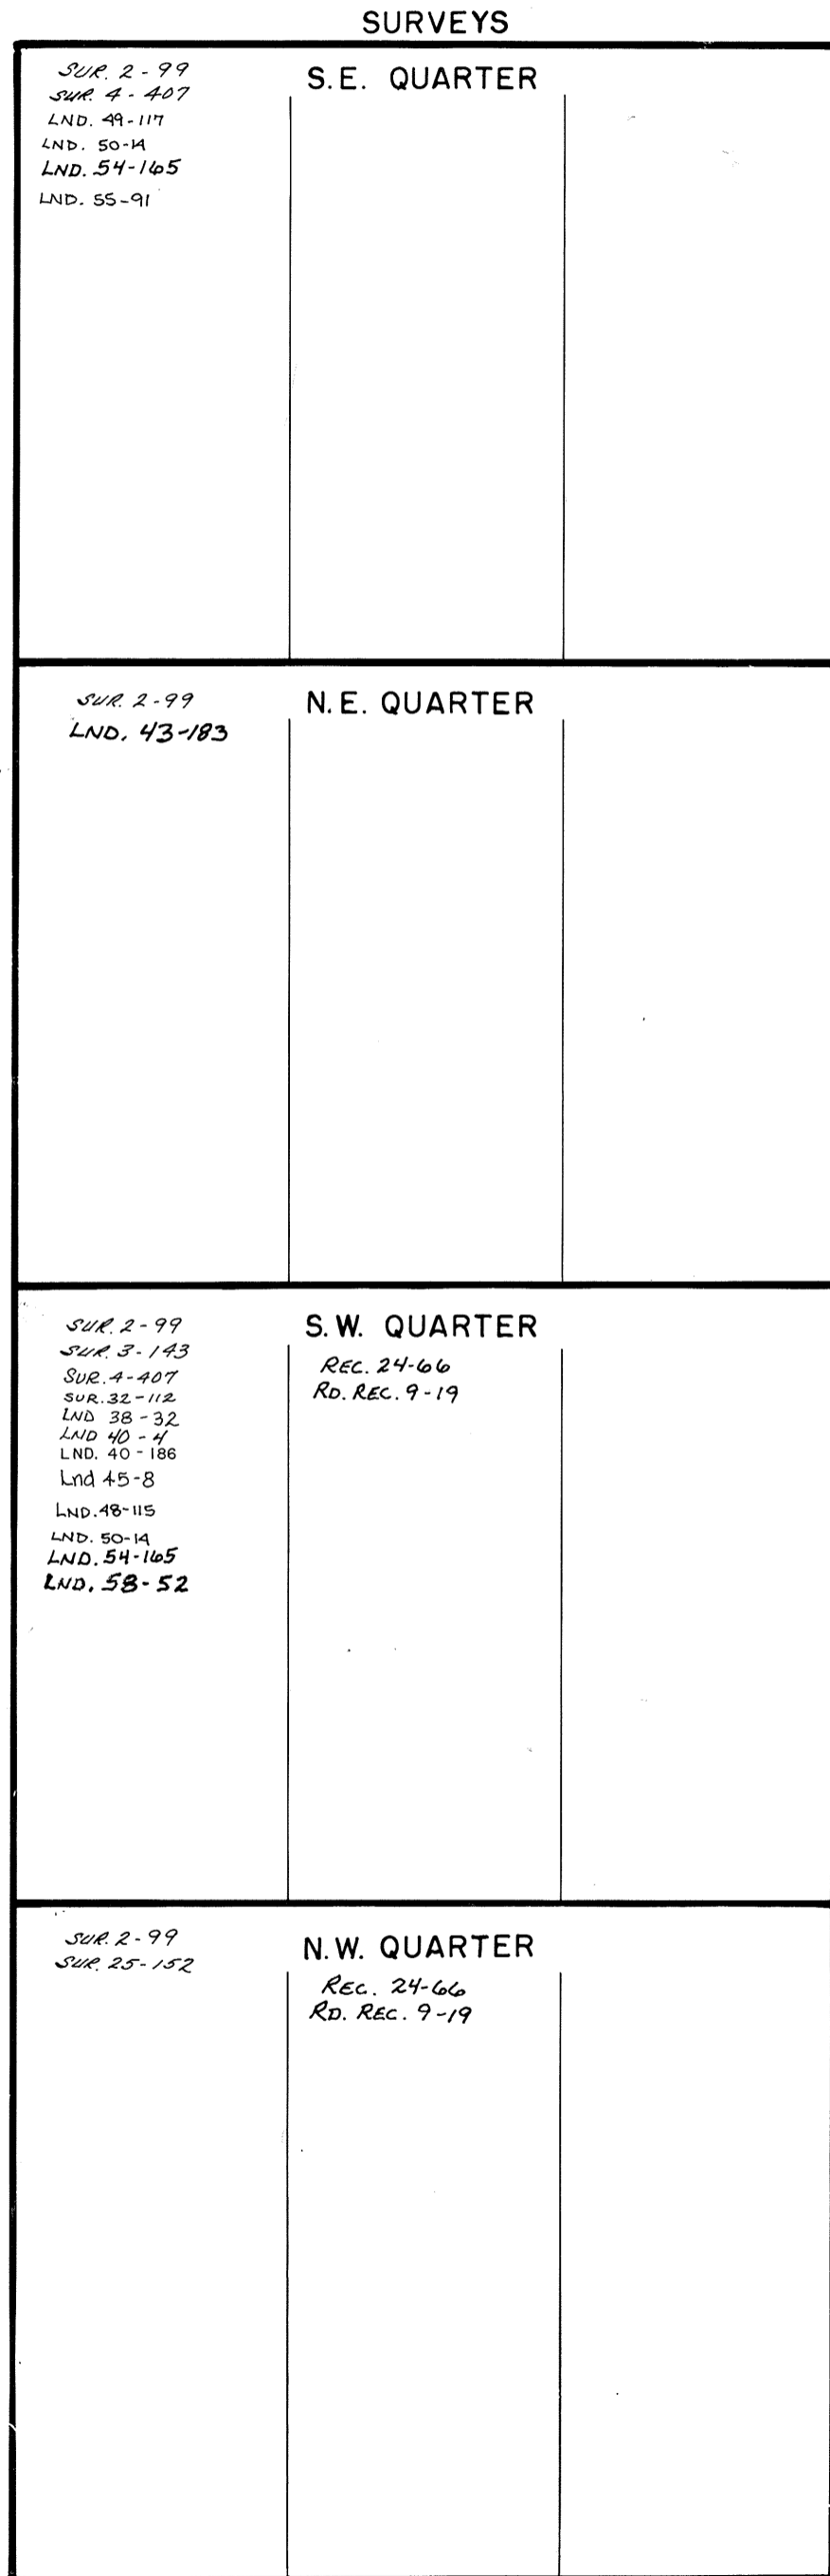 SURVEYS
S.E. QUARTER
SUR. 2-99
SUR. 4-407
LND. 49-117
LND. 50-14
LND. 54-165
LND. 55-91
N.E. QUARTER
SUR. 2-99
LND. 43-183
S.W. QUARTER
SUR. 2-99
SUR. 3-143
SUR. 4-407
SUR. 32-112
LND 38-32
LND 40-4
LND. 40-186
Lnd 45-8
LND. 48-115
LND. 50-14
LND. 54-165
LND. 58-52
REC. 24-66
RD. REC. 9-19
N.W. QUARTER
SUR. 2-99
SUR. 25-152
REC. 24-66
RD. REC. 9-19